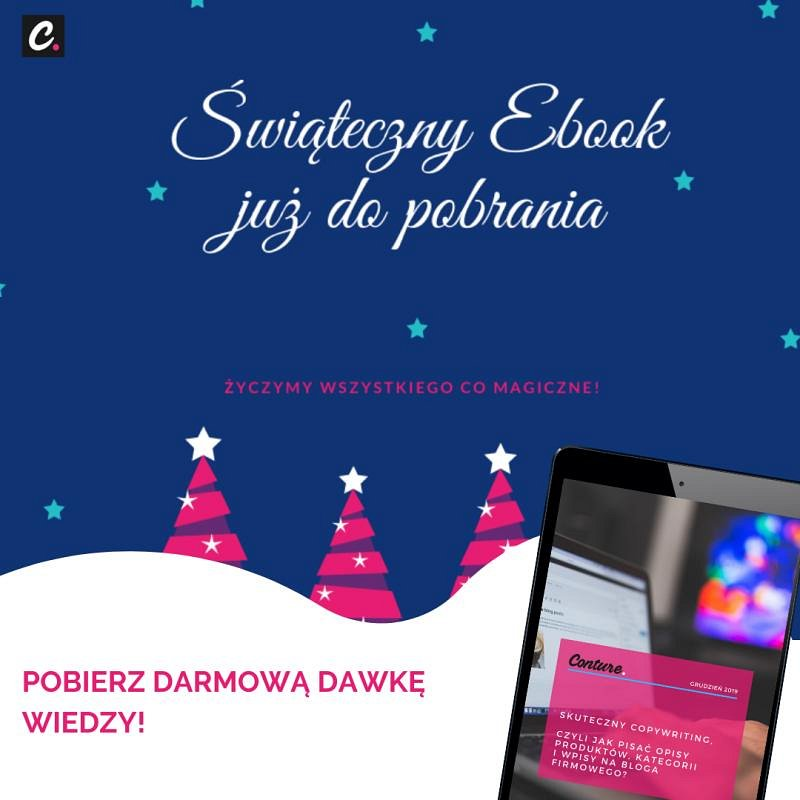 C.
Świąteczny Ebook
już do pobrania
ŻYCZYMY WSZYSTKIEGO CO MAGICZNE!
POBIERZ DARMOWĄ DAWKĘ
WIEDZY!
Conture.
GRUDZIEŃ 2019
SKUTECZNY COPYWRITING,
CZYLI JAK PISAĆ OPISY
PRODUKTÓW, KATEGORII
I WPISY NA BLOGA
FIRMOWEGO?